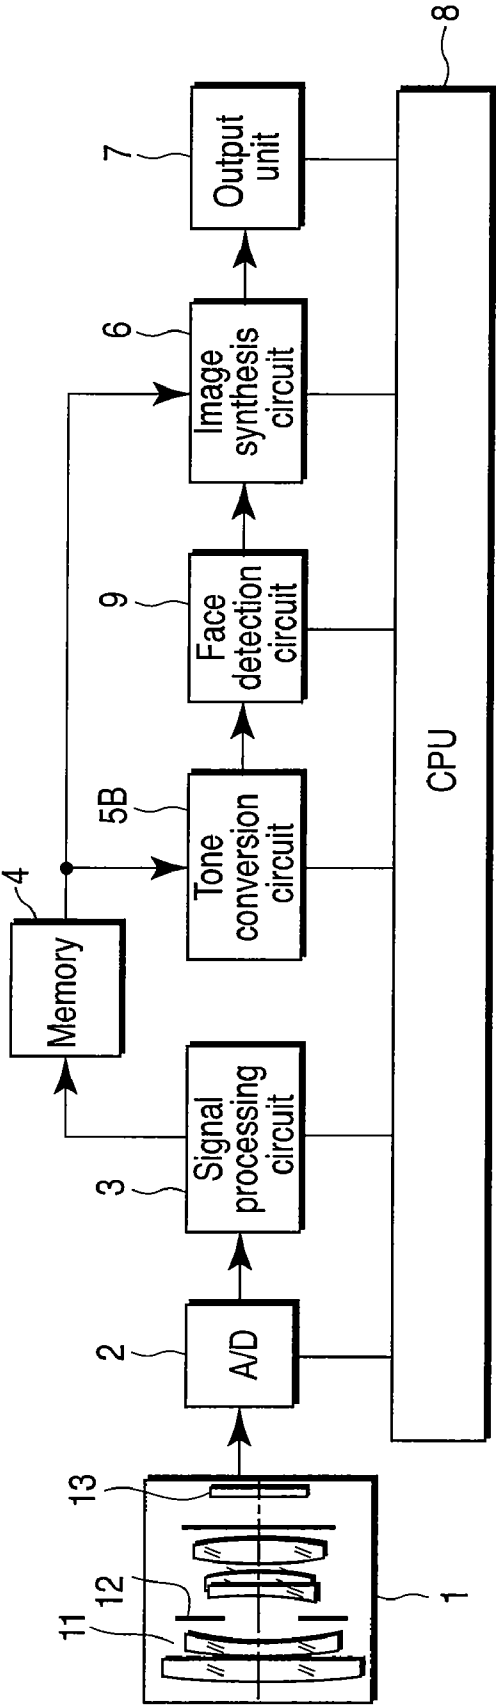 11
12
13
1
2
A/D
3
Signal
processing
circuit
4
Memory
5B
Tone
conversion
circuit
9
Face
detection
circuit
6
Image
synthesis
circuit
7
Output
unit
CPU
8